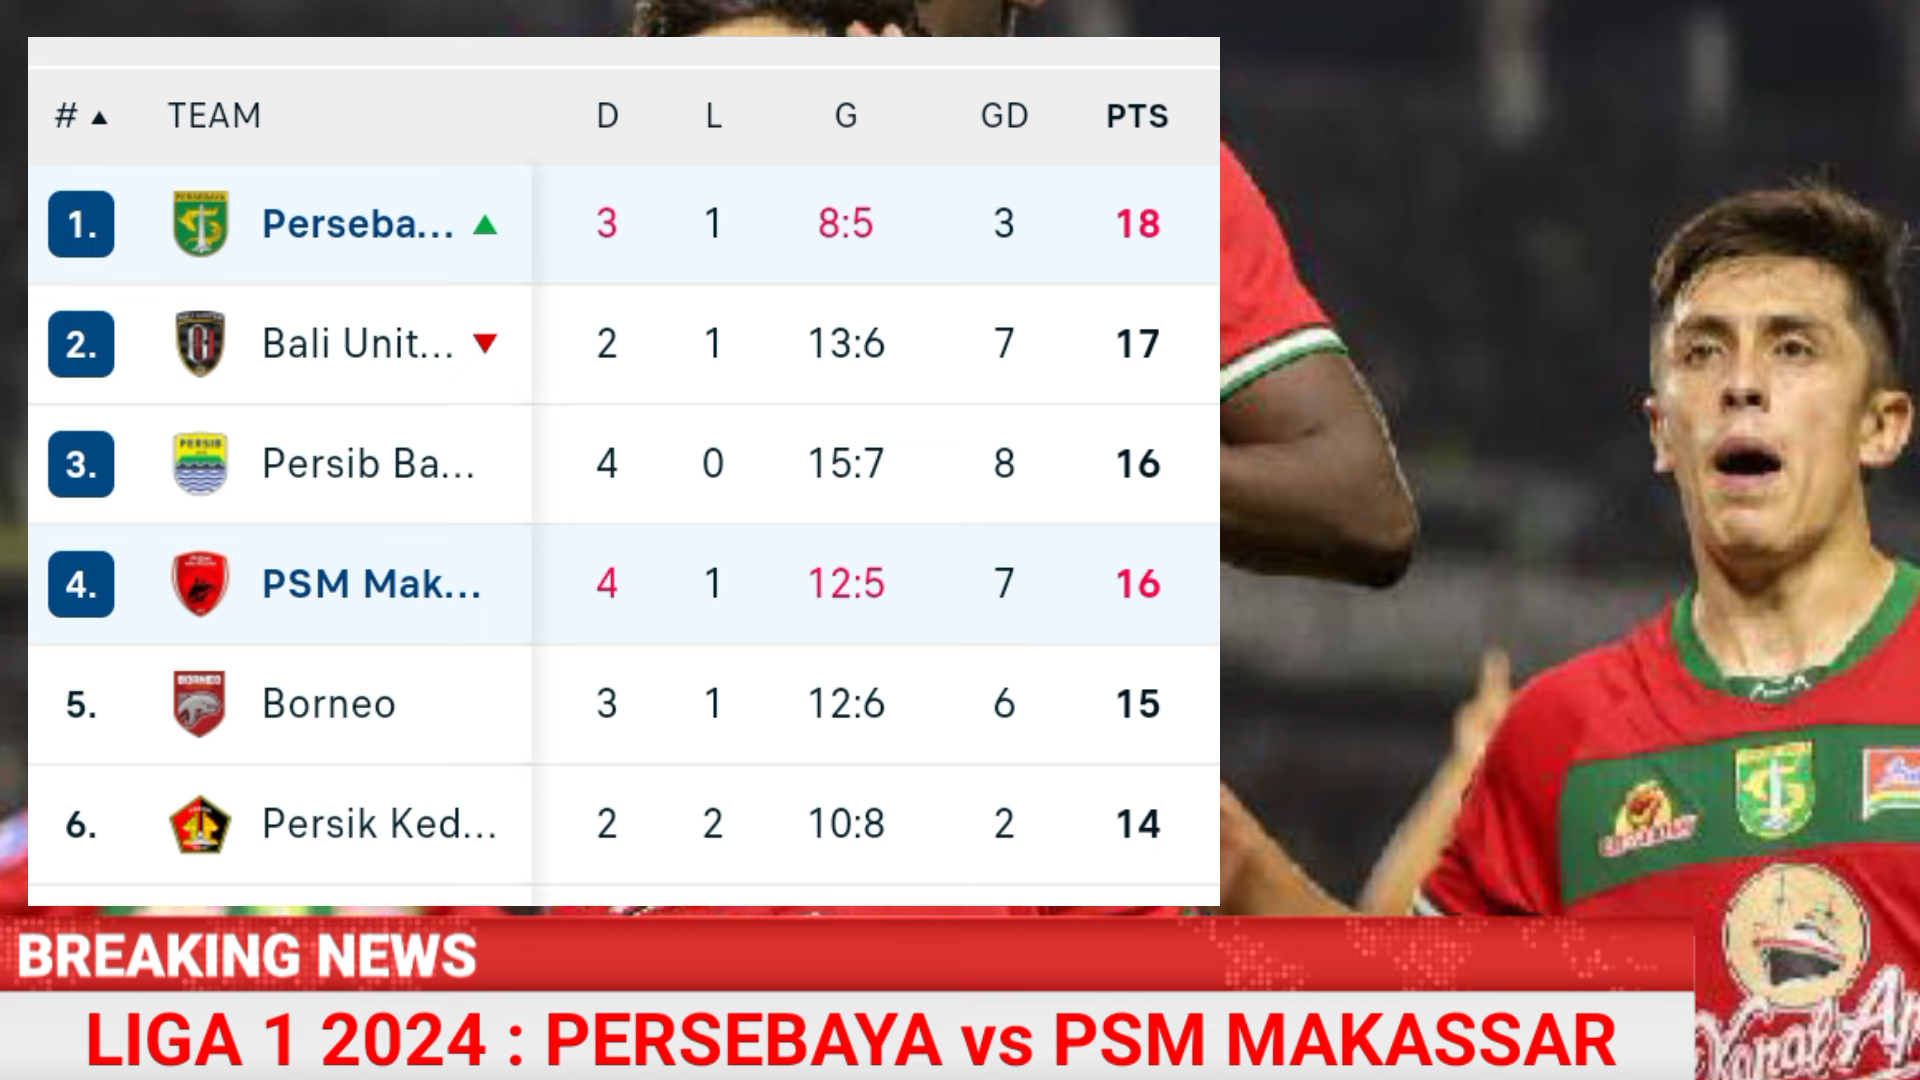 # ▲ TEAM D L G GD PTS
1. Perseba... ▲ 3 1 8:5 3 18
2. Bali Unit... ▼ 2 1 13:6 7 17
3. PERSIB Persib Ba... 4 0 15:7 8 16
4. PSM Mak... 4 1 12:5 7 16
5. BORNEO Borneo 3 1 12:6 6 15
6. Persik Ked... 2 2 10:8 2 14
BREAKING NEWS
LIGA 1 2024 : PERSEBAYA vs PSM MAKASSAR